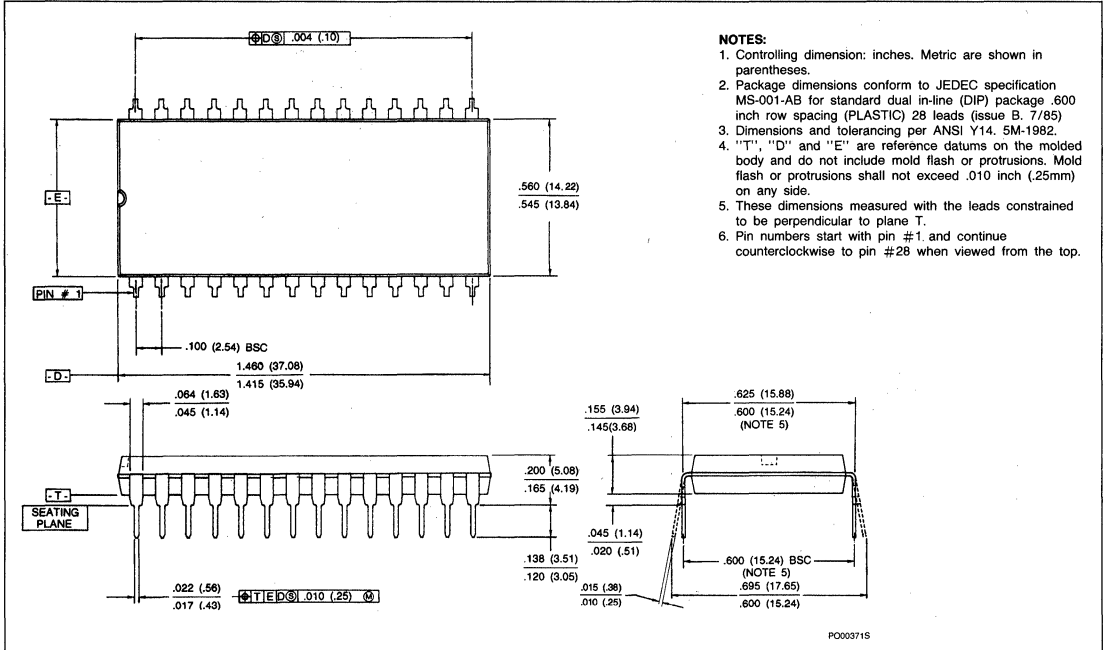 ⌖ D Ⓢ .004 (.10)
NOTES:
1. Controlling dimension: inches. Metric are shown in
parentheses.
2. Package dimensions conform to JEDEC specification
MS-001-AB for standard dual in-line (DIP) package .600
inch row spacing (PLASTIC) 28 leads (issue B. 7/85)
3. Dimensions and tolerancing per ANSI Y14. 5M-1982.
4. "T", "D" and "E" are reference datums on the molded
body and do not include mold flash or protrusions. Mold
flash or protrusions shall not exceed .010 inch (.25mm)
on any side.
5. These dimensions measured with the leads constrained
to be perpendicular to plane T.
6. Pin numbers start with pin #1. and continue
counterclockwise to pin #28 when viewed from the top.
- E -
.560 (14.22)
.545 (13.84)
PIN # 1
.100 (2.54) BSC
- D -
1.460 (37.08)
1.415 (35.94)
.064 (1.63)
.045 (1.14)
.155 (3.94)
.145(3.68)
.625 (15.88)
.600 (15.24)
(NOTE 5)
.200 (5.08)
.165 (4.19)
- T -
SEATING
PLANE
.045 (1.14)
.020 (.51)
.138 (3.51)
.120 (3.05)
.600 (15.24) BSC
(NOTE 5)
.695 (17.65)
.600 (15.24)
.015 (.38)
.010 (.25)
.022 (.56)
.017 (.43)
⌖ T E D Ⓢ .010 (.25) Ⓜ
PO00371S